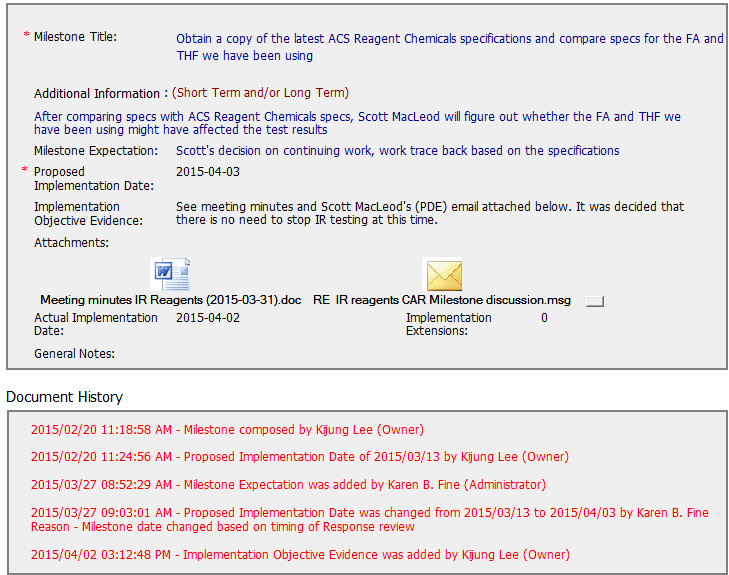 * Milestone Title: Obtain a copy of the latest ACS Reagent Chemicals specifications and compare specs for the FA and
THF we have been using
Additional Information : (Short Term and/or Long Term)
After comparing specs with ACS Reagent Chemicals specs, Scott MacLeod will figure out whether the FA and THF we
have been using might have affected the test results
Milestone Expectation: Scott's decision on continuing work, work trace back based on the specifications
* Proposed 2015-04-03
Implementation Date:
Implementation See meeting minutes and Scott MacLeod's (PDE) email attached below. It was decided that
Objective Evidence: there is no need to stop IR testing at this time.
Attachments:
Meeting minutes IR Reagents (2015-03-31).doc RE IR reagents CAR Milestone discussion.msg
Actual Implementation 2015-04-02 Implementation 0
Date: Extensions:
General Notes:
Document History
2015/02/20 11:18:58 AM - Milestone composed by Kijung Lee (Owner)
2015/02/20 11:24:56 AM - Proposed Implementation Date of 2015/03/13 by Kijung Lee (Owner)
2015/03/27 08:52:29 AM - Milestone Expectation was added by Karen B. Fine (Administrator)
2015/03/27 09:03:01 AM - Proposed Implementation Date was changed from 2015/03/13 to 2015/04/03 by Karen B. Fine
Reason - Milestone date changed based on timing of Response review
2015/04/02 03:12:48 PM - Implementation Objective Evidence was added by Kijung Lee (Owner)